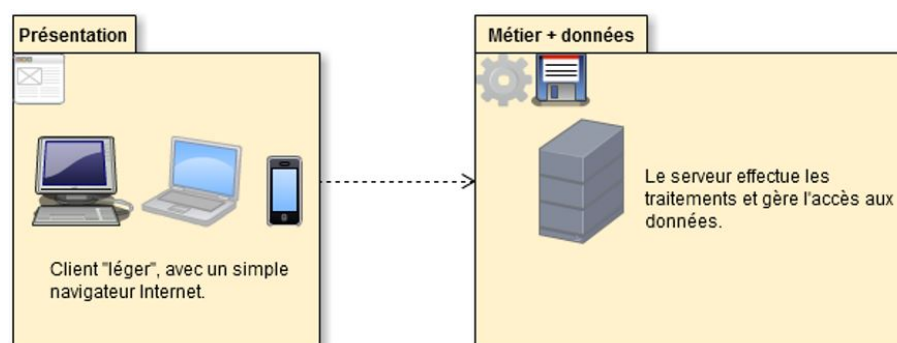 Présentation
Métier + données
Le serveur effectue les
traitements et gère l'accès aux
données.
Client "léger", avec un simple
navigateur Internet.